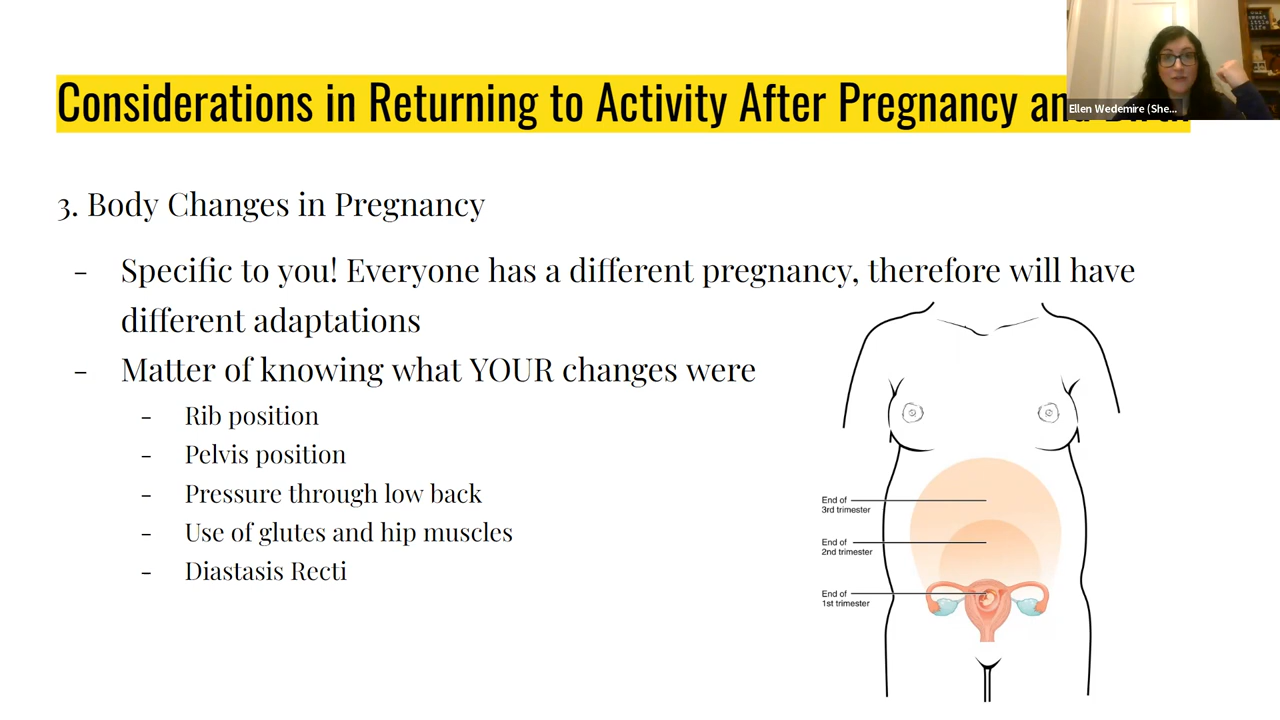 Considerations in Returning to Activity After Pregnancy and
Ellen Wedemire (She...
3. Body Changes in Pregnancy
- Specific to you! Everyone has a different pregnancy, therefore will have
different adaptations
- Matter of knowing what YOUR changes were
- Rib position
- Pelvis position
- Pressure through low back
- Use of glutes and hip muscles
- Diastasis Recti
End of
3rd trimester
End of
2nd trimester
End of
1st trimester